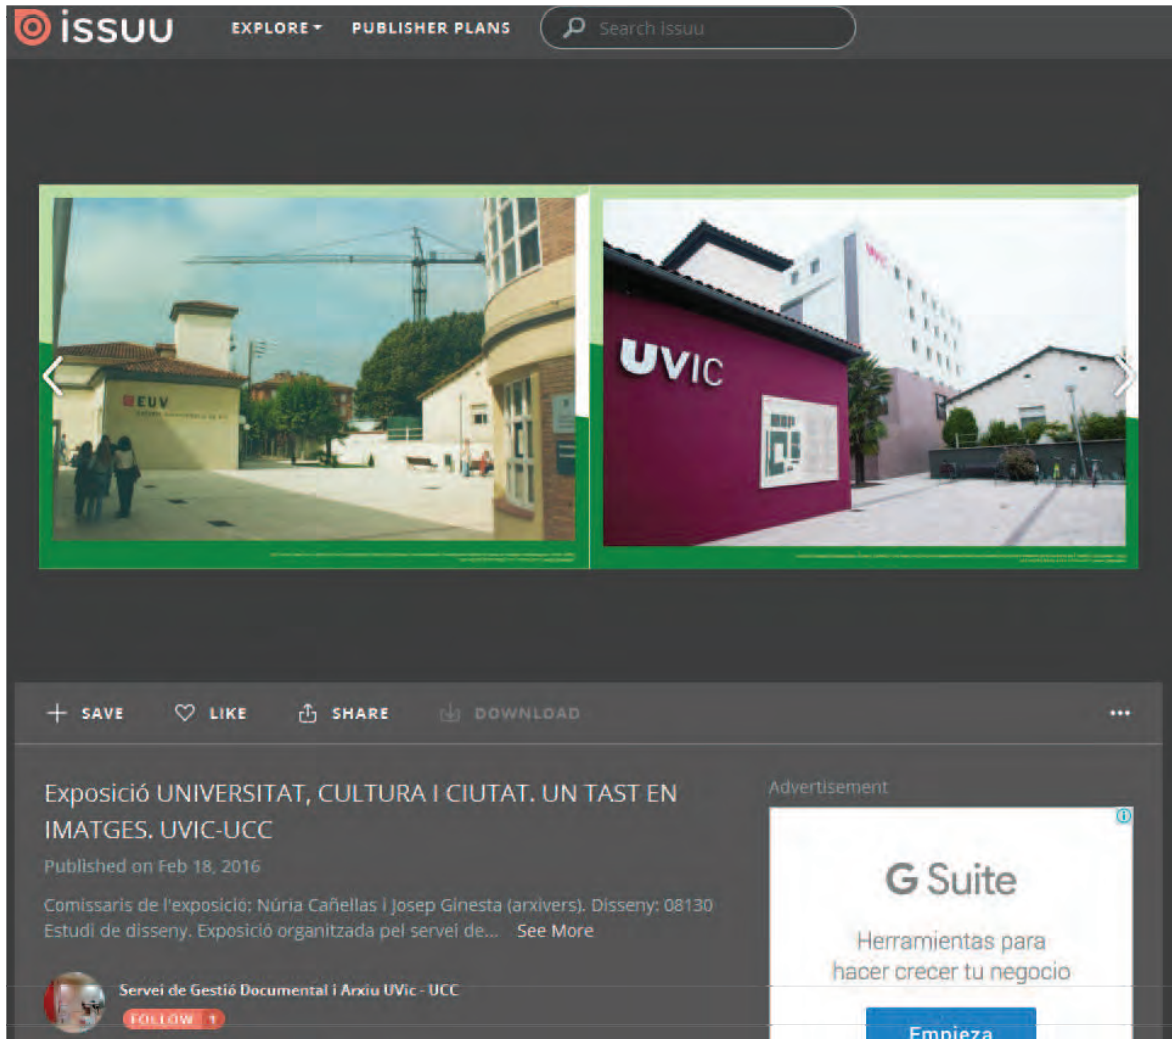 issuu EXPLORE PUBLISHER PLANS Search issuu
EUV
UVIC
UVIC
+ SAVE LIKE SHARE DOWNLOAD ...
Exposició UNIVERSITAT, CULTURA I CIUTAT. UN TAST EN
IMATGES. UVIC-UCC
Published on Feb 18, 2016
Comissaris de l'exposició: Núria Cañellas i Josep Ginesta (arxivers). Disseny: 08130
Estudi de disseny. Exposició organitzada pel servei de... See More
Servei de Gestió Documental i Arxiu UVic - UCC
FOLLOW 1
Advertisement
G Suite
Herramientas para
hacer crecer tu negocio
Empieza